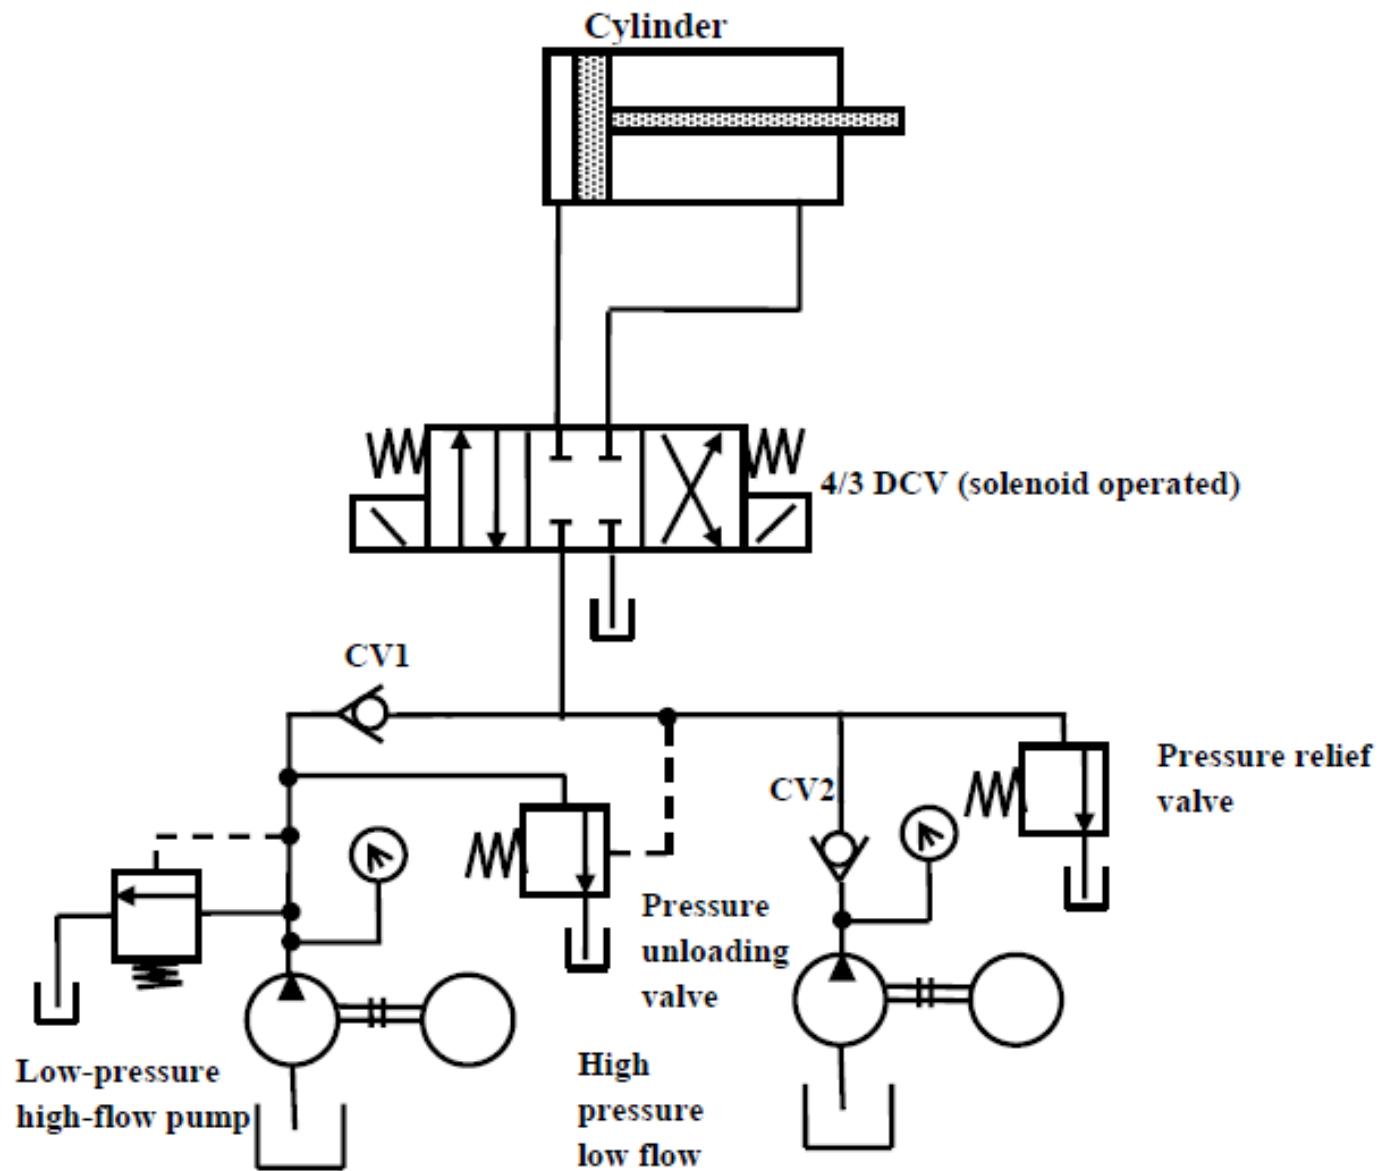 Cylinder
4/3 DCV (solenoid operated)
CV1
Pressure relief
valve
CV2
Pressure
unloading
valve
Low-pressure
high-flow pump
High
pressure
low flow